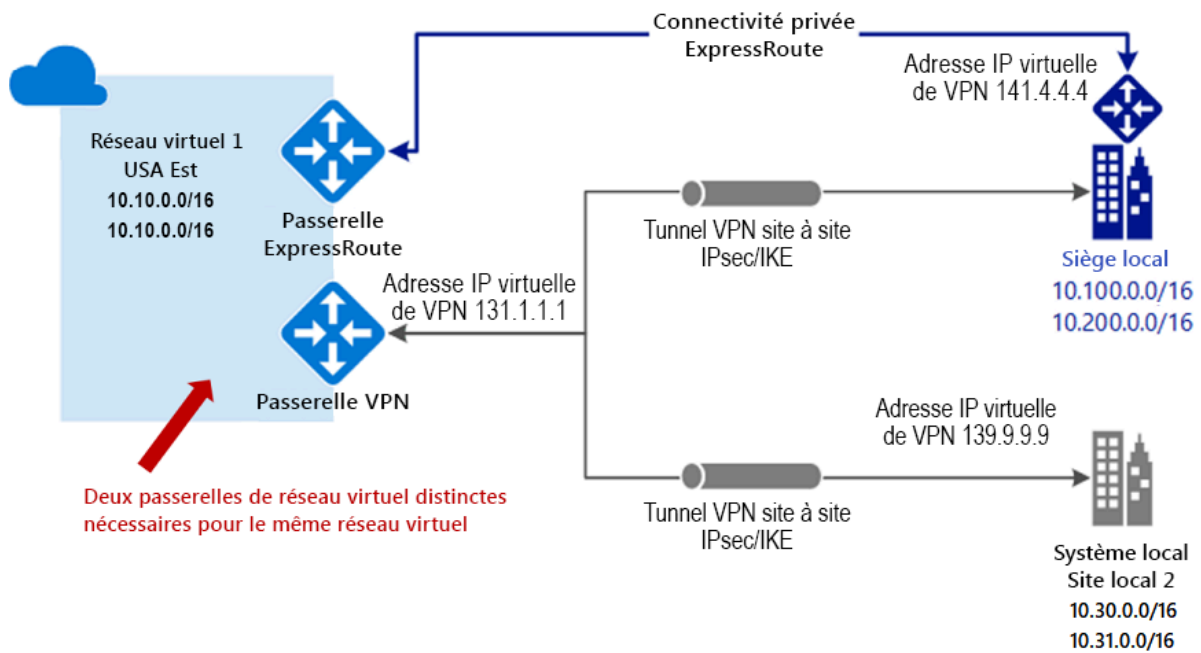 Connectivité privée
ExpressRoute
Adresse IP virtuelle
de VPN 141.4.4.4
Réseau virtuel 1
USA Est
10.10.0.0/16
10.10.0.0/16
Passerelle
ExpressRoute
Tunnel VPN site à site
IPsec/IKE
Siège local
10.100.0.0/16
10.200.0.0/16
Adresse IP virtuelle
de VPN 131.1.1.1
Passerelle VPN
Adresse IP virtuelle
de VPN 139.9.9.9
Deux passerelles de réseau virtuel distinctes
nécessaires pour le même réseau virtuel
Tunnel VPN site à site
IPsec/IKE
Système local
Site local 2
10.30.0.0/16
10.31.0.0/16